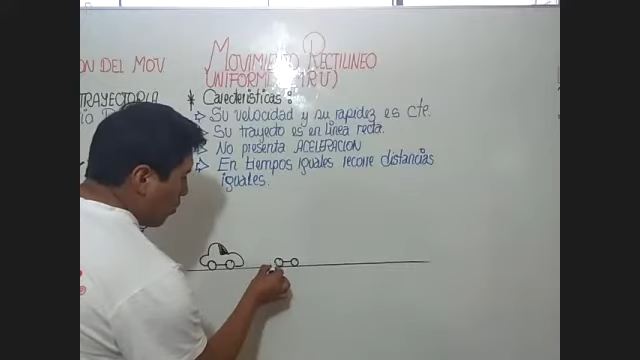 ON DEL MOV
MOVIMIENTO RECTILINEO
UNIFORME (MRU)
TRAYECTORIA
* Características:
⇨ Su velocidad y su rapidez es cte.
⇨ Su trayecto es en línea recta.
⇨ No presenta ACELERACION
⇨ En tiempos iguales recorre distancias
iguales.